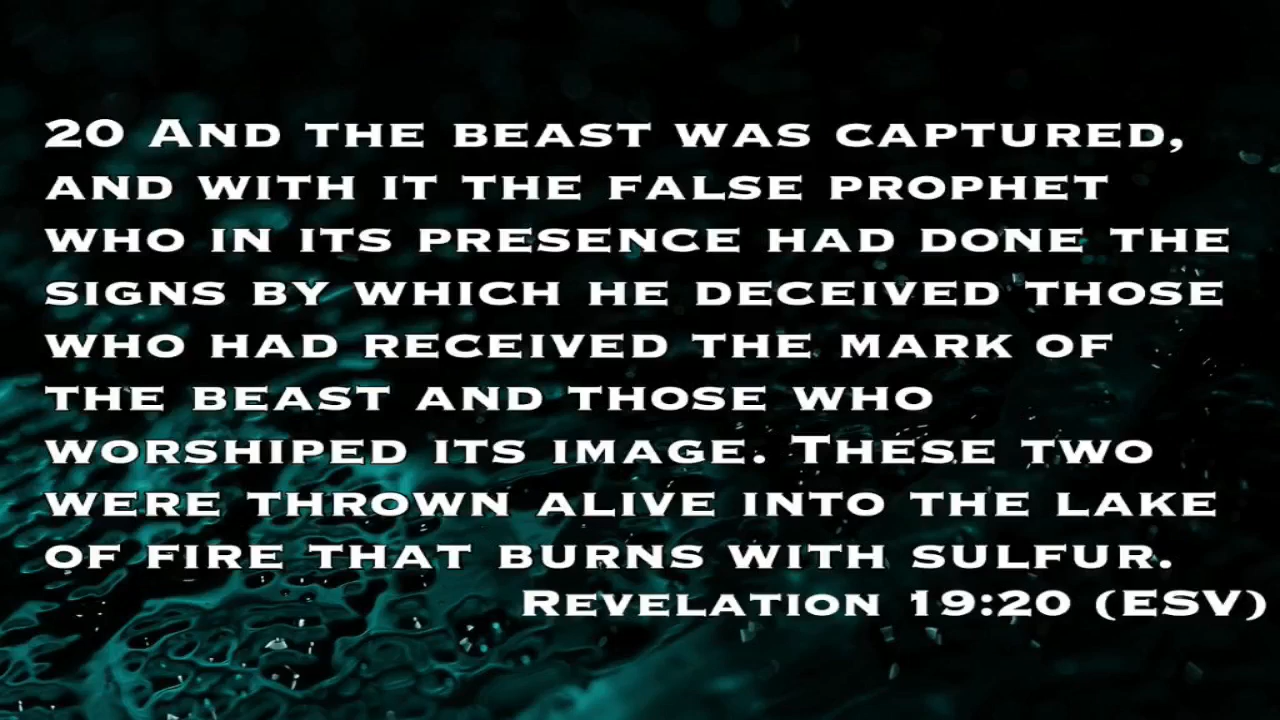 20 And the beast was captured,
and with it the false prophet
who in its presence had done the
signs by which he deceived those
who had received the mark of
the beast and those who
worshiped its image. These two
were thrown alive into the lake
of fire that burns with sulfur.
Revelation 19:20 (ESV)